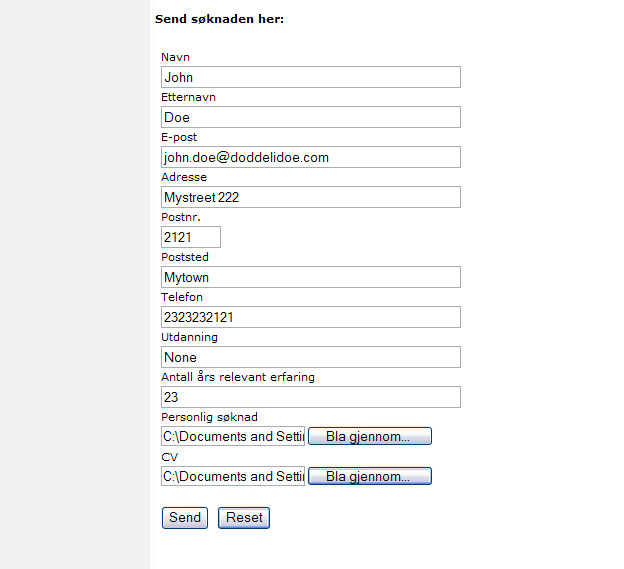 Send søknaden her:
Navn
John
Etternavn
Doe
E-post
john.doe@doddelidoe.com
Adresse
Mystreet 222
Postnr.
2121
Poststed
Mytown
Telefon
2323232121
Utdanning
None
Antall års relevant erfaring
23
Personlig søknad
C:\Documents and Settin Bla gjennom...
CV
C:\Documents and Settin Bla gjennom...
Send Reset